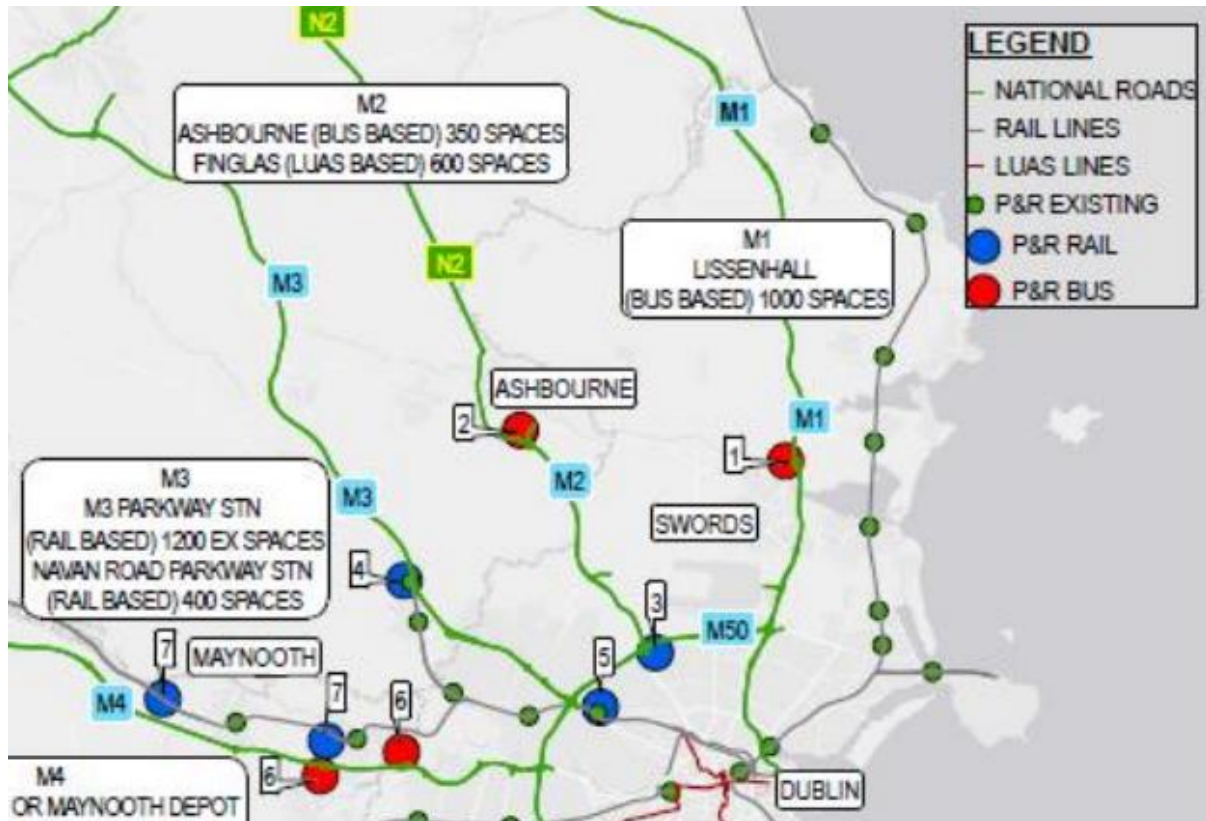 N2
M2
ASHBOURNE (BUS BASED) 350 SPACES
FINGLAS (LUAS BASED) 600 SPACES
M1
LEGEND
NATIONAL ROADS
RAIL LINES
LUAS LINES
P&R EXISTING
P&R RAIL
P&R BUS
M1
LISSENHALL
(BUS BASED) 1000 SPACES
N2
M3
ASHBOURNE
2
M1
1
M2
M3
M3
M3 PARKWAY STN
(RAIL BASED) 1200 EX SPACES
NAVAN ROAD PARKWAY STN
(RAIL BASED) 400 SPACES
SWORDS
4
3
M50
5
7
MAYNOOTH
M4
7
6
6
M4
OR MAYNOOTH DEPOT
DUBLIN